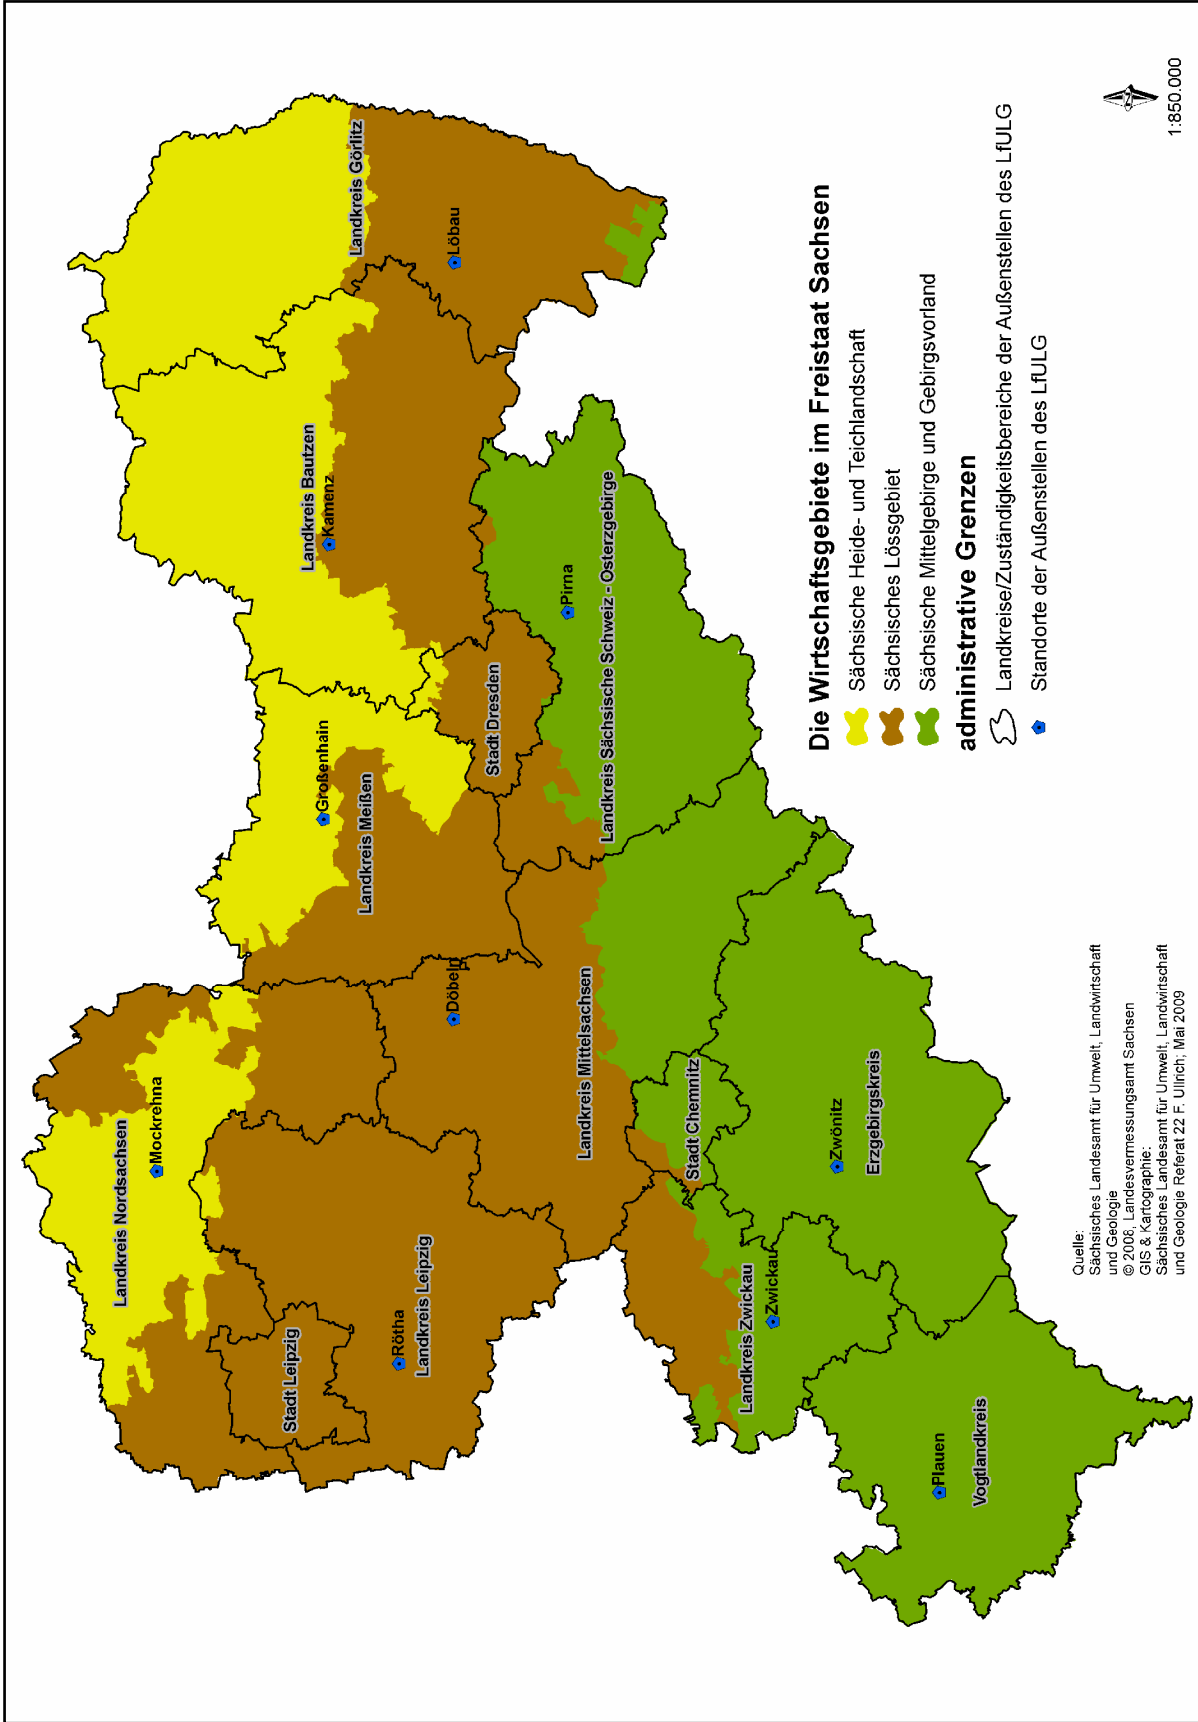 Landkreis Nordsachsen
Mockrehna
Stadt Leipzig
Landkreis Leipzig
Rötha
Döbeln
Landkreis Mittelsachsen
Großenhain
Landkreis Meißen
Stadt Dresden
Landkreis Bautzen
Kamenz
Landkreis Görlitz
Löbau
Pirna
Landkreis Sächsische Schweiz - Osterzgebirge
Stadt Chemnitz
Landkreis Zwickau
Zwickau
Zwönitz
Erzgebirgskreis
Plauen
Vogtlandkreis
Die Wirtschaftsgebiete im Freistaat Sachsen
Sächsische Heide- und Teichlandschaft
Sächsisches Lössgebiet
Sächsische Mittelgebirge und Gebirgsvorland
administrative Grenzen
Landkreise/Zuständigkeitsbereiche der Außenstellen des LfULG
Standorte der Außenstellen des LfULG
Quelle:
Sächsisches Landesamt für Umwelt, Landwirtschaft
und Geologie
© 2008, Landesvermessungsamt Sachsen
GIS & Kartographie:
Sächsisches Landesamt für Umwelt, Landwirtschaft
und Geologie Referat 22 F. Ullrich; Mai 2009
1:850.000